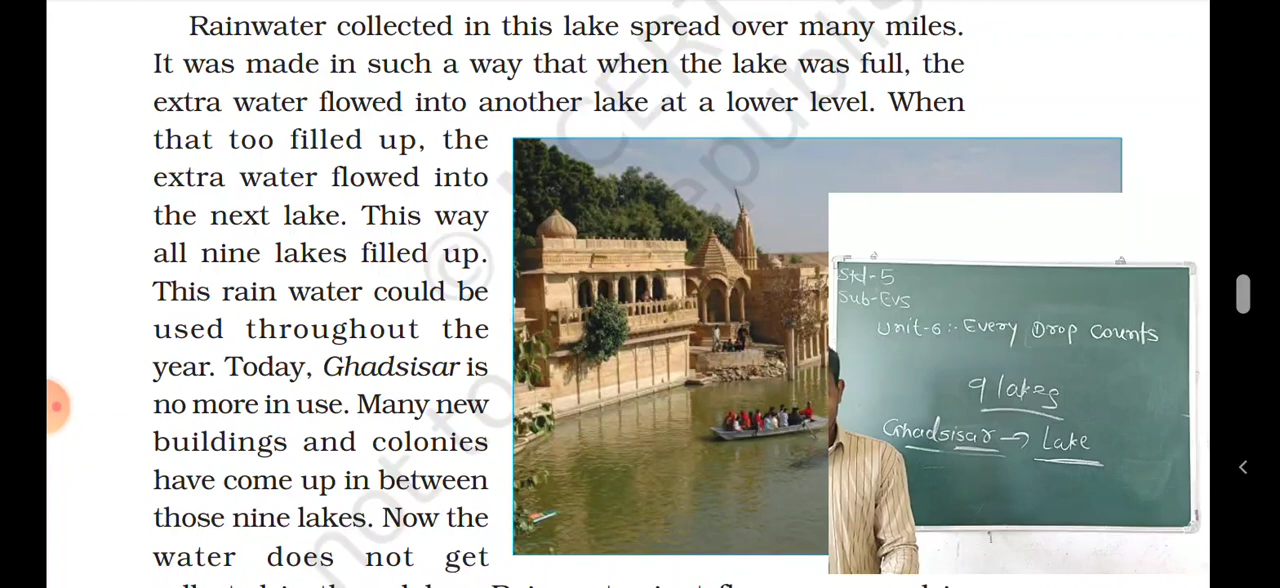 Rainwater collected in this lake spread over many miles.
It was made in such a way that when the lake was full, the
extra water flowed into another lake at a lower level. When
that too filled up, the
extra water flowed into
the next lake. This way
all nine lakes filled up.
This rain water could be
used throughout the
year. Today, Ghadsisar is
no more in use. Many new
buildings and colonies
have come up in between
those nine lakes. Now the
water does not get
Std-5
Sub-EVS
Unit-6:- Every Drop Counts
9 lakes
Ghadsisar → Lake
© NCERT
not to republish